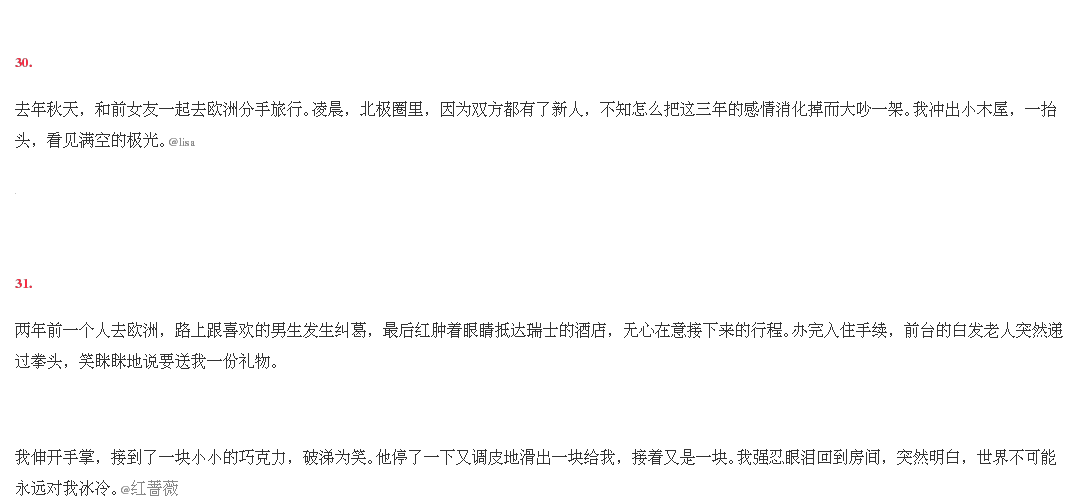 30.
去年秋天，和前女友一起去欧洲分手旅行。凌晨，北极圈里，因为双方都有了新人，不知怎么把这三年的感情消化掉而大吵一架。我冲出小木屋，一抬
头，看见满空的极光。@lisa
31.
两年前一个人去欧洲，路上跟喜欢的男生发生纠葛，最后红肿着眼睛抵达瑞士的酒店，无心在意接下来的行程。办完入住手续，前台的白发老人突然递
过拳头，笑眯眯地说要送我一份礼物。
我伸开手掌，接到了一块小小的巧克力，破涕为笑。他停了一下又调皮地滑出一块给我，接着又是一块。我强忍眼泪回到房间，突然明白，世界不可能
永远对我冰冷。@红蔷薇